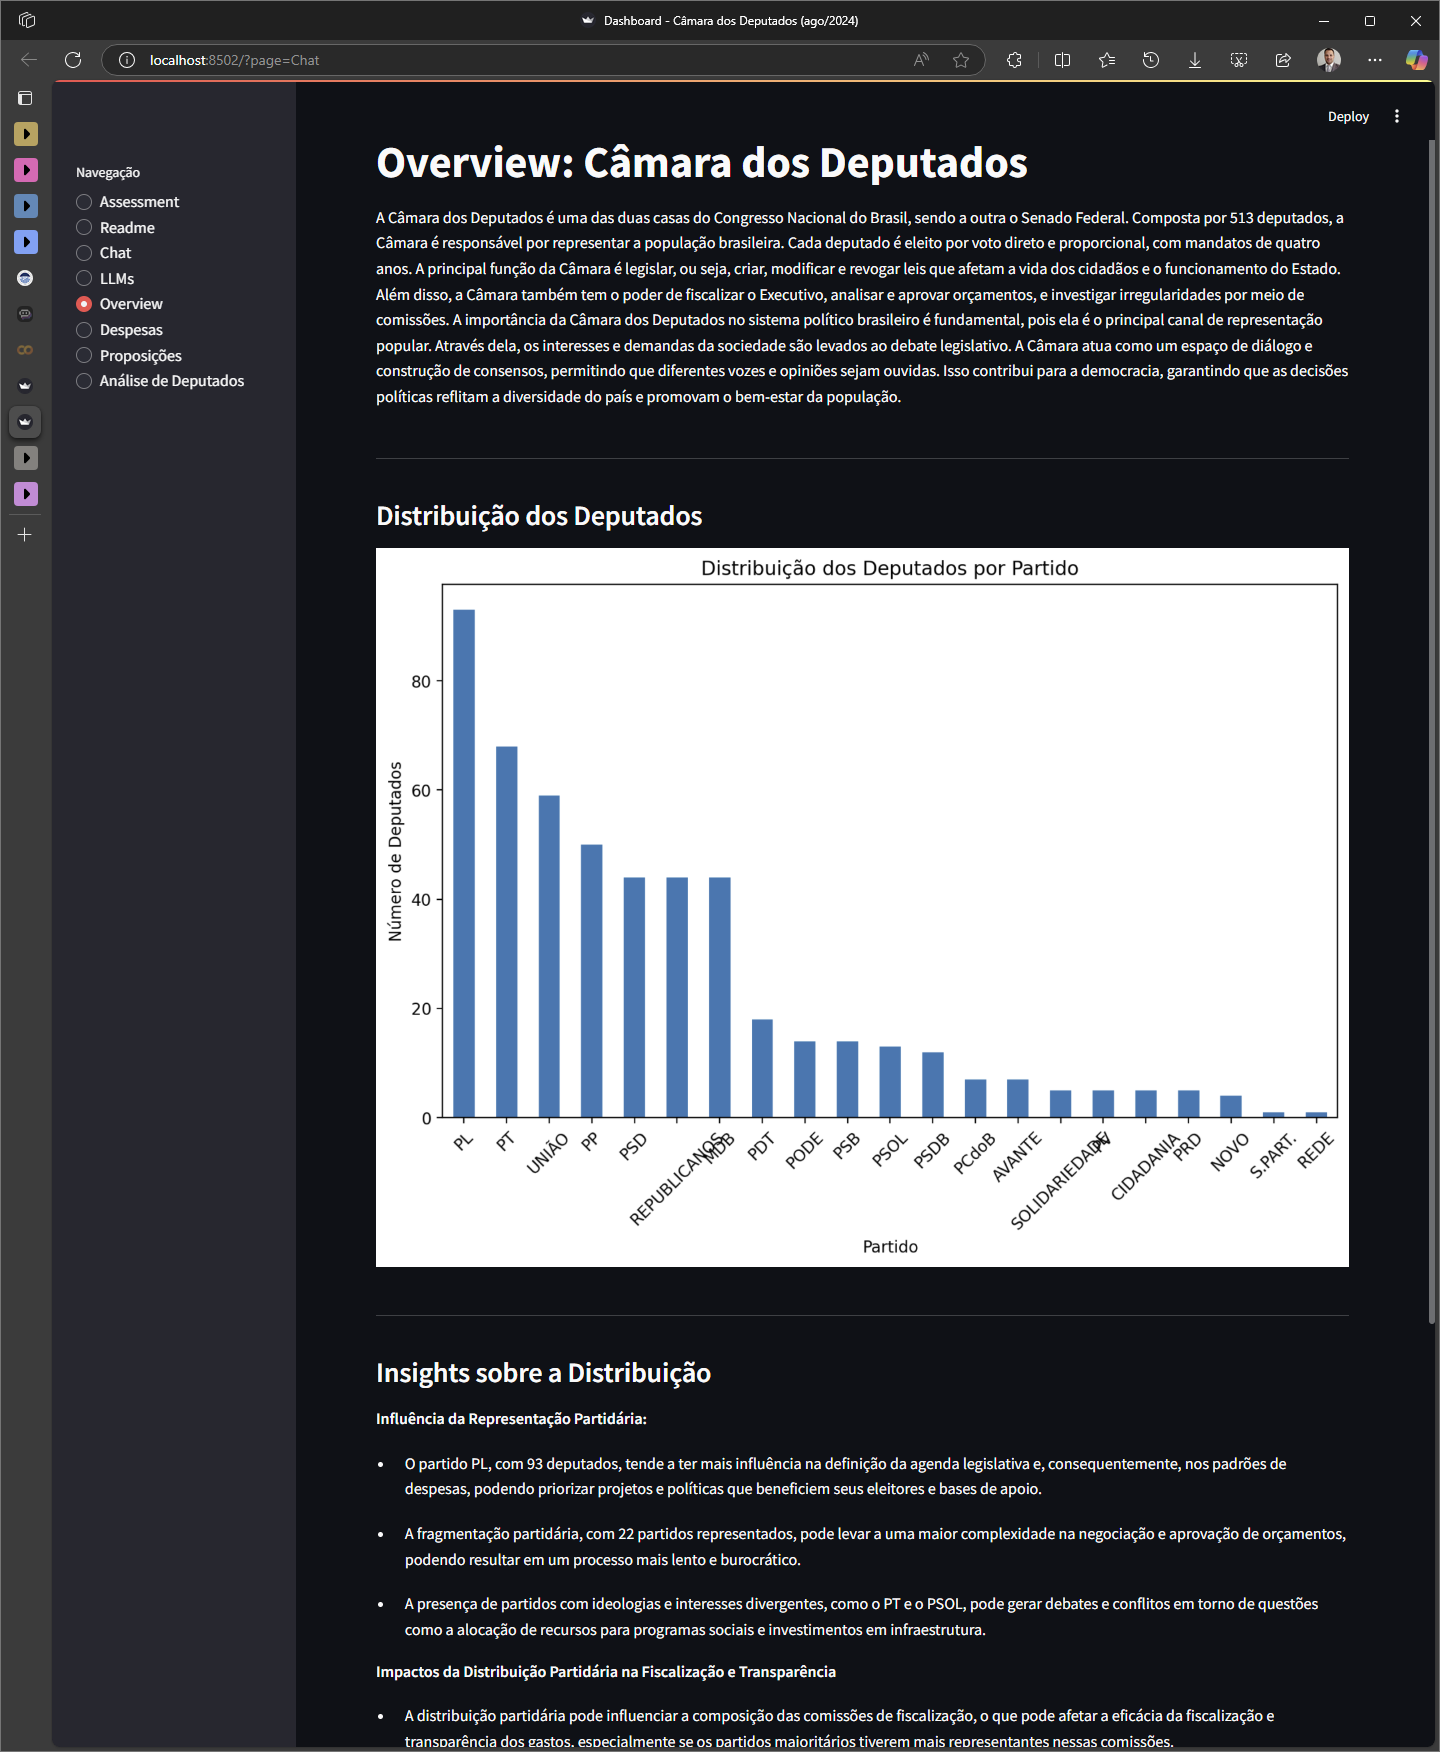 Dashboard - Câmara dos Deputados (ago/2024)
localhost:8502/?page=Chat
Deploy
Navegação
Assessment
Readme
Chat
LLMs
Overview
Despesas
Proposições
Análise de Deputados
Overview: Câmara dos Deputados
A Câmara dos Deputados é uma das duas casas do Congresso Nacional do Brasil, sendo a outra o Senado Federal. Composta por 513 deputados, a
Câmara é responsável por representar a população brasileira. Cada deputado é eleito por voto direto e proporcional, com mandatos de quatro
anos. A principal função da Câmara é legislar, ou seja, criar, modificar e revogar leis que afetam a vida dos cidadãos e o funcionamento do Estado.
Além disso, a Câmara também tem o poder de fiscalizar o Executivo, analisar e aprovar orçamentos, e investigar irregularidades por meio de
comissões. A importância da Câmara dos Deputados no sistema político brasileiro é fundamental, pois ela é o principal canal de representação
popular. Através dela, os interesses e demandas da sociedade são levados ao debate legislativo. A Câmara atua como um espaço de diálogo e
construção de consensos, permitindo que diferentes vozes e opiniões sejam ouvidas. Isso contribui para a democracia, garantindo que as decisões
políticas reflitam a diversidade do país e promovam o bem-estar da população.
Distribuição dos Deputados
Distribuição dos Deputados por Partido
Número de Deputados
80
60
40
20
0
PL
PT
UNIÃO
PP
PSD
REPUBLICANOS
MDB
PDT
PODE
PSB
PSOL
PSDB
PCdoB
AVANTE
SOLIDARIEDADE
PV
CIDADANIA
PRD
NOVO
S.PART.
REDE
Partido
Insights sobre a Distribuição
Influência da Representação Partidária:
• O partido PL, com 93 deputados, tende a ter mais influência na definição da agenda legislativa e, consequentemente, nos padrões de
despesas, podendo priorizar projetos e políticas que beneficiem seus eleitores e bases de apoio.
• A fragmentação partidária, com 22 partidos representados, pode levar a uma maior complexidade na negociação e aprovação de orçamentos,
podendo resultar em um processo mais lento e burocrático.
• A presença de partidos com ideologias e interesses divergentes, como o PT e o PSOL, pode gerar debates e conflitos em torno de questões
como a alocação de recursos para programas sociais e investimentos em infraestrutura.
Impactos da Distribuição Partidária na Fiscalização e Transparência
• A distribuição partidária pode influenciar a composição das comissões de fiscalização, o que pode afetar a eficácia da fiscalização e
transparência dos gastos, especialmente se os partidos majoritários tiverem mais representantes nessas comissões.